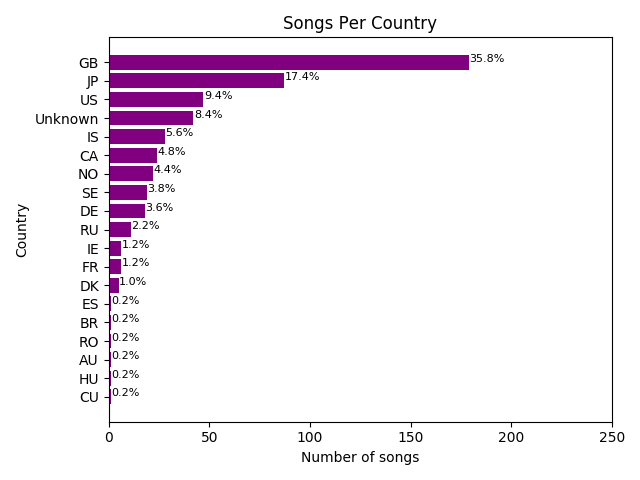 Songs Per Country
GB 35.8%
JP 17.4%
US 9.4%
Unknown 8.4%
IS 5.6%
CA 4.8%
NO 4.4%
SE 3.8%
DE 3.6%
RU 2.2%
IE 1.2%
FR 1.2%
DK 1.0%
ES 0.2%
BR 0.2%
RO 0.2%
AU 0.2%
HU 0.2%
CU 0.2%
Country
0 50 100 150 200 250
Number of songs